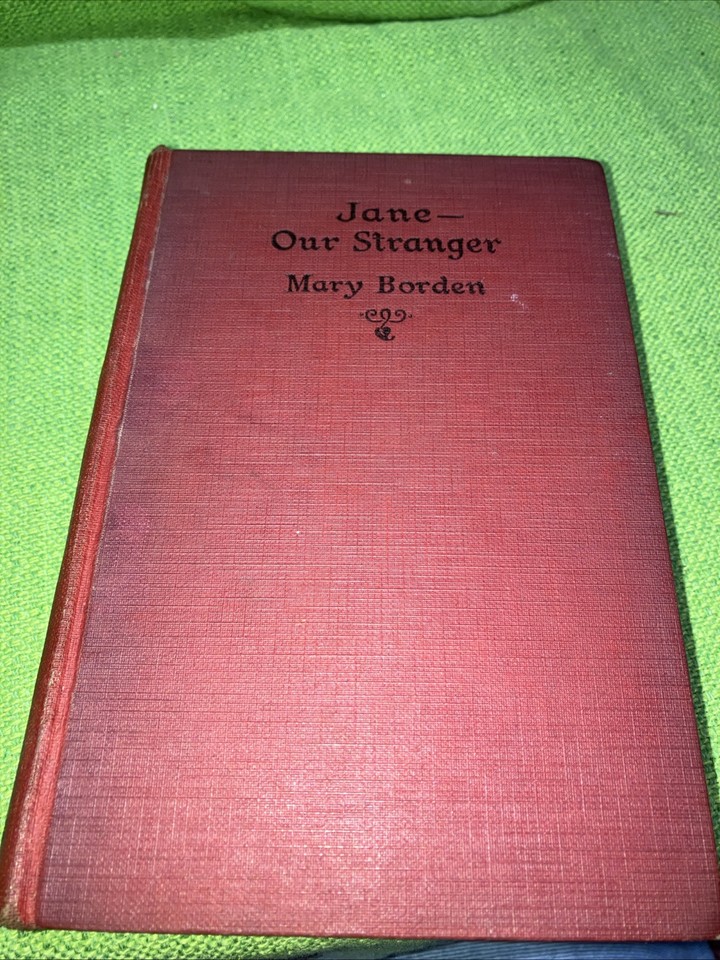 Jane—
Our Stranger
Mary Borden